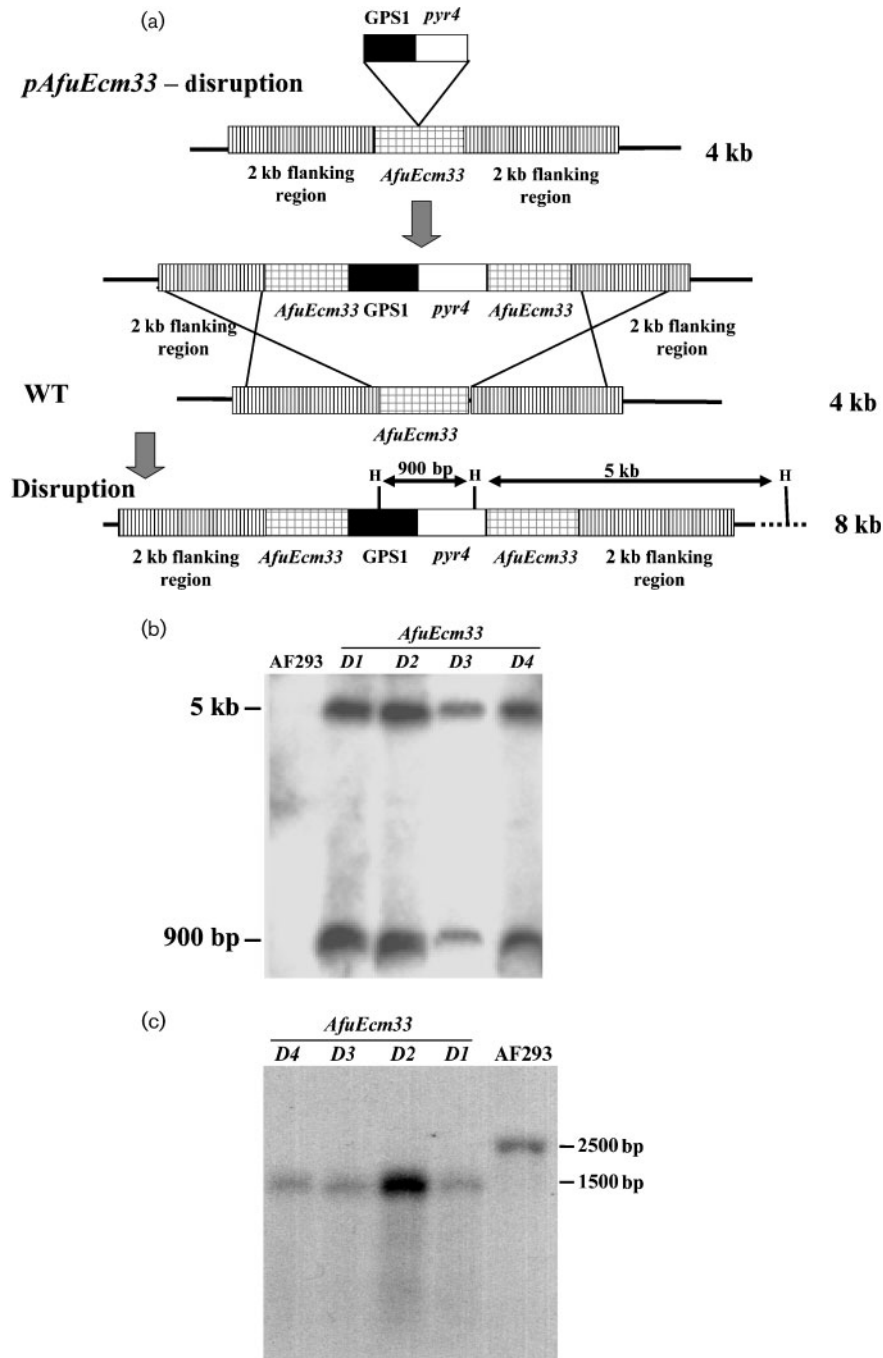 (a)
GPS1 pyr4
pAfuEcm33 – disruption
4 kb
2 kb flanking region
AfuEcm33
2 kb flanking region
2 kb flanking region
AfuEcm33 GPS1 pyr4 AfuEcm33
2 kb flanking region
WT
4 kb
AfuEcm33
Disruption
H 900 bp H 5 kb H
8 kb
2 kb flanking region
AfuEcm33 GPS1 pyr4 AfuEcm33
2 kb flanking region
(b)
AfuEcm33
AF293 D1 D2 D3 D4
5 kb –
900 bp –
(c)
AfuEcm33
D4 D3 D2 D1 AF293
–2500 bp
–1500 bp